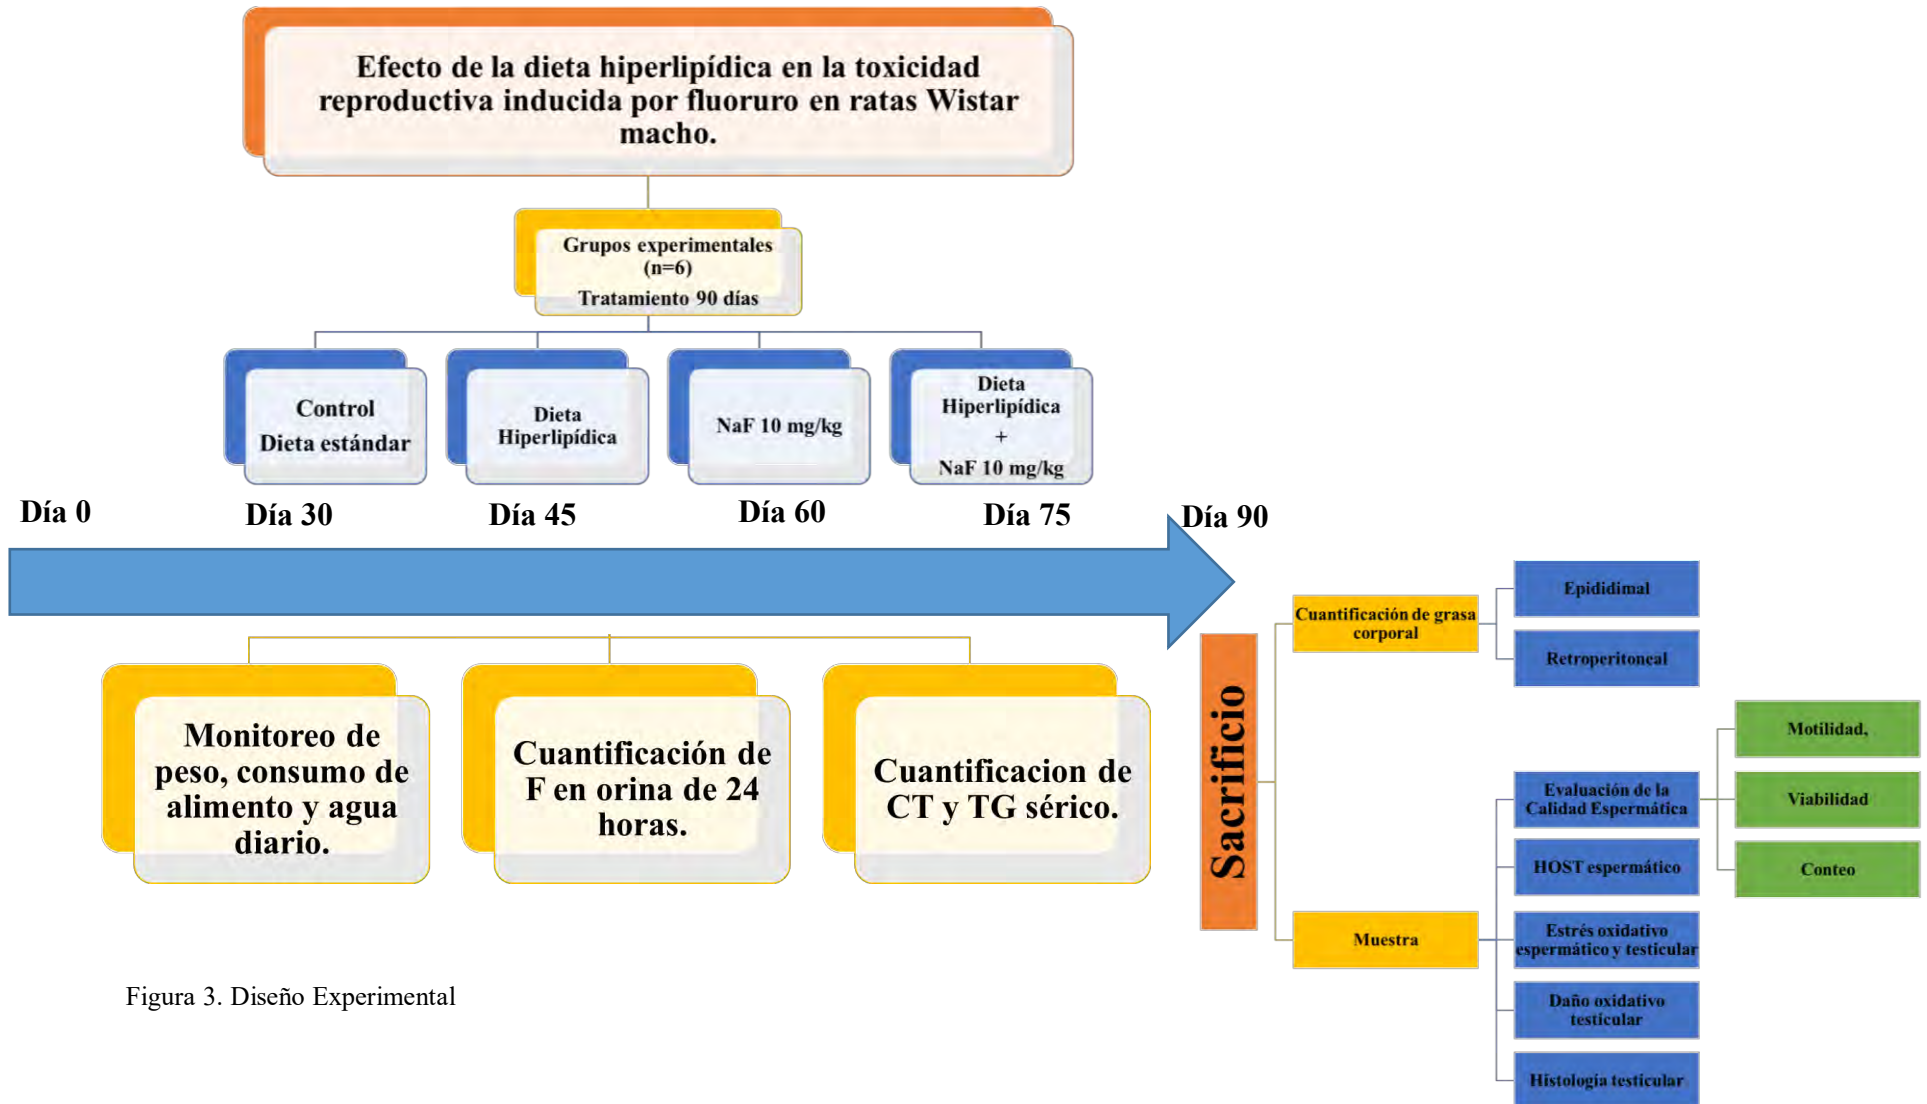 Efecto de la dieta hiperlipídica en la toxicidad
reproductiva inducida por fluoruro en ratas Wistar
macho.
Grupos experimentales
(n=6)
Tratamiento 90 días
Control
Dieta estándar
Dieta
Hiperlipídica
NaF 10 mg/kg
Dieta
Hiperlipídica
+
NaF 10 mg/kg
Día 0
Día 30
Día 45
Día 60
Día 75
Día 90
Monitoreo de
peso, consumo de
alimento y agua
diario.
Cuantificación de
F en orina de 24
horas.
Cuantificacion de
CT y TG sérico.
Sacrificio
Cuantificación de grasa
corporal
Epididimal
Retroperitoneal
Muestra
Evaluación de la
Calidad Espermática
Motilidad,
Viabilidad
Conteo
HOST espermático
Estrés oxidativo
espermático y testicular
Daño oxidativo
testicular
Histología testicular
Figura 3. Diseño Experimental